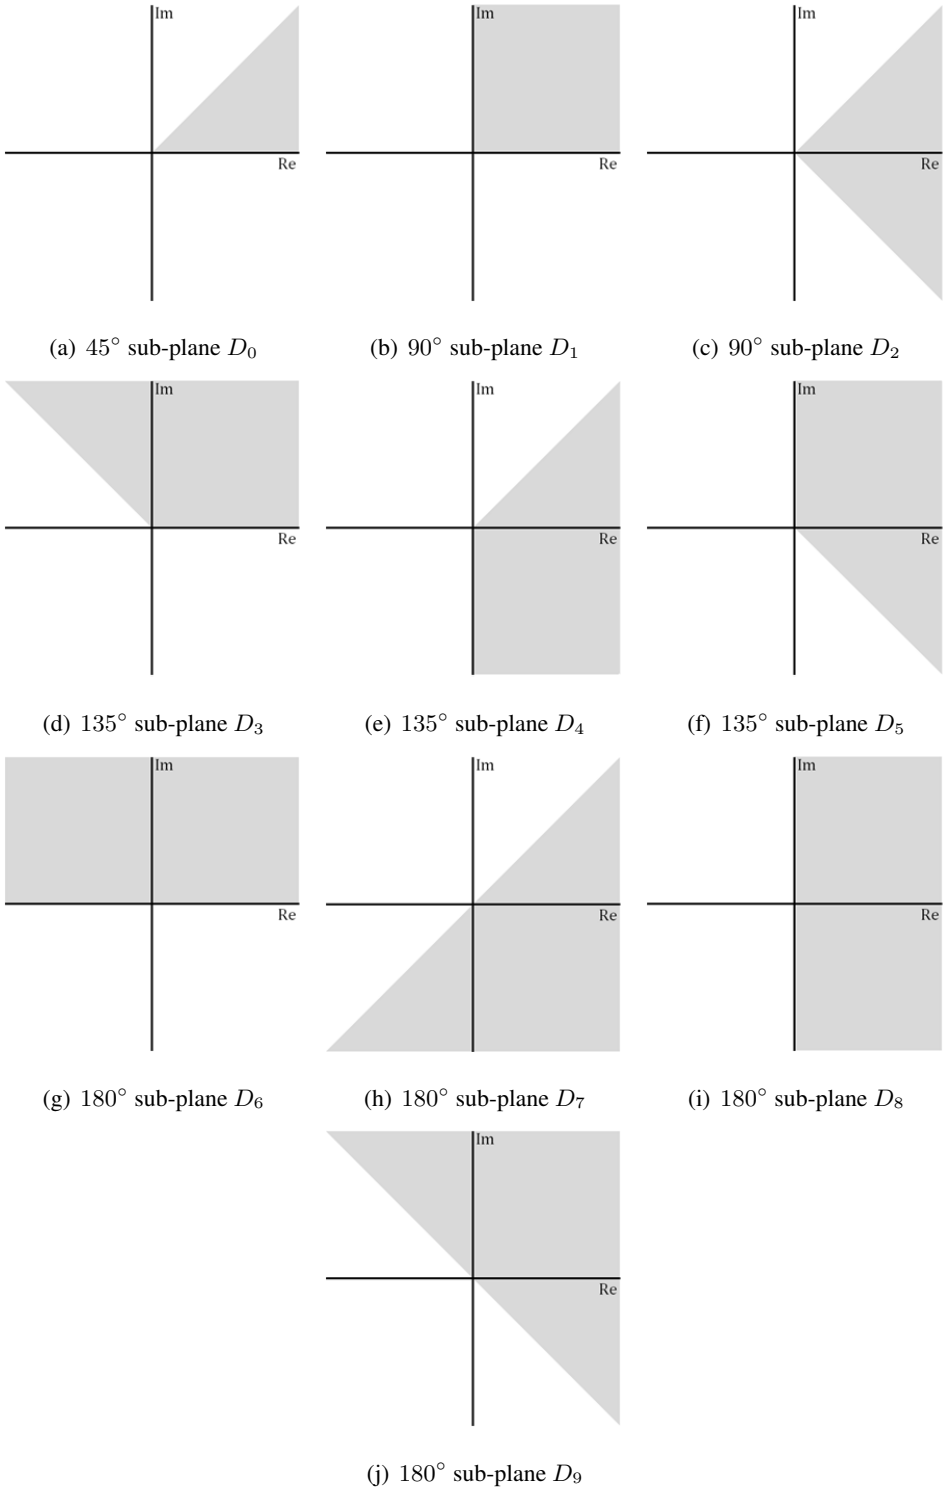 Im Im Im
Re Re Re
(a) 45° sub-plane D₀ (b) 90° sub-plane D₁ (c) 90° sub-plane D₂
Im Im Im
Re Re Re
(d) 135° sub-plane D₃ (e) 135° sub-plane D₄ (f) 135° sub-plane D₅
Im Im Im
Re Re Re
(g) 180° sub-plane D₆ (h) 180° sub-plane D₇ (i) 180° sub-plane D₈
Im
Re
(j) 180° sub-plane D₉